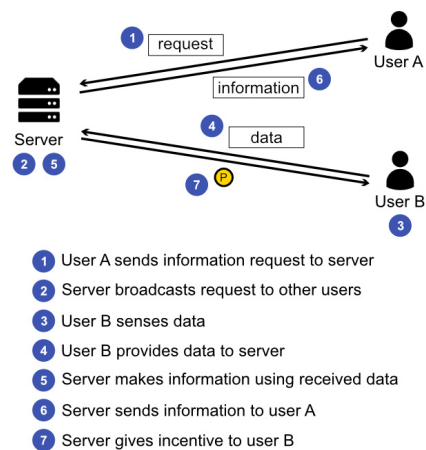 1 request
User A
information 6
Server
2 5
4 data
7 P
User B
3
1 User A sends information request to server
2 Server broadcasts request to other users
3 User B senses data
4 User B provides data to server
5 Server makes information using received data
6 Server sends information to user A
7 Server gives incentive to user B